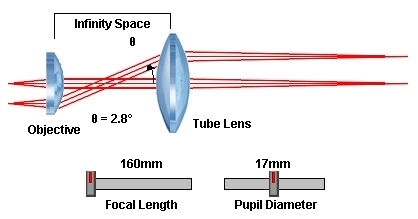 Infinity Space
θ
Objective
θ = 2.8°
Tube Lens
160mm
17mm
Focal Length
Pupil Diameter